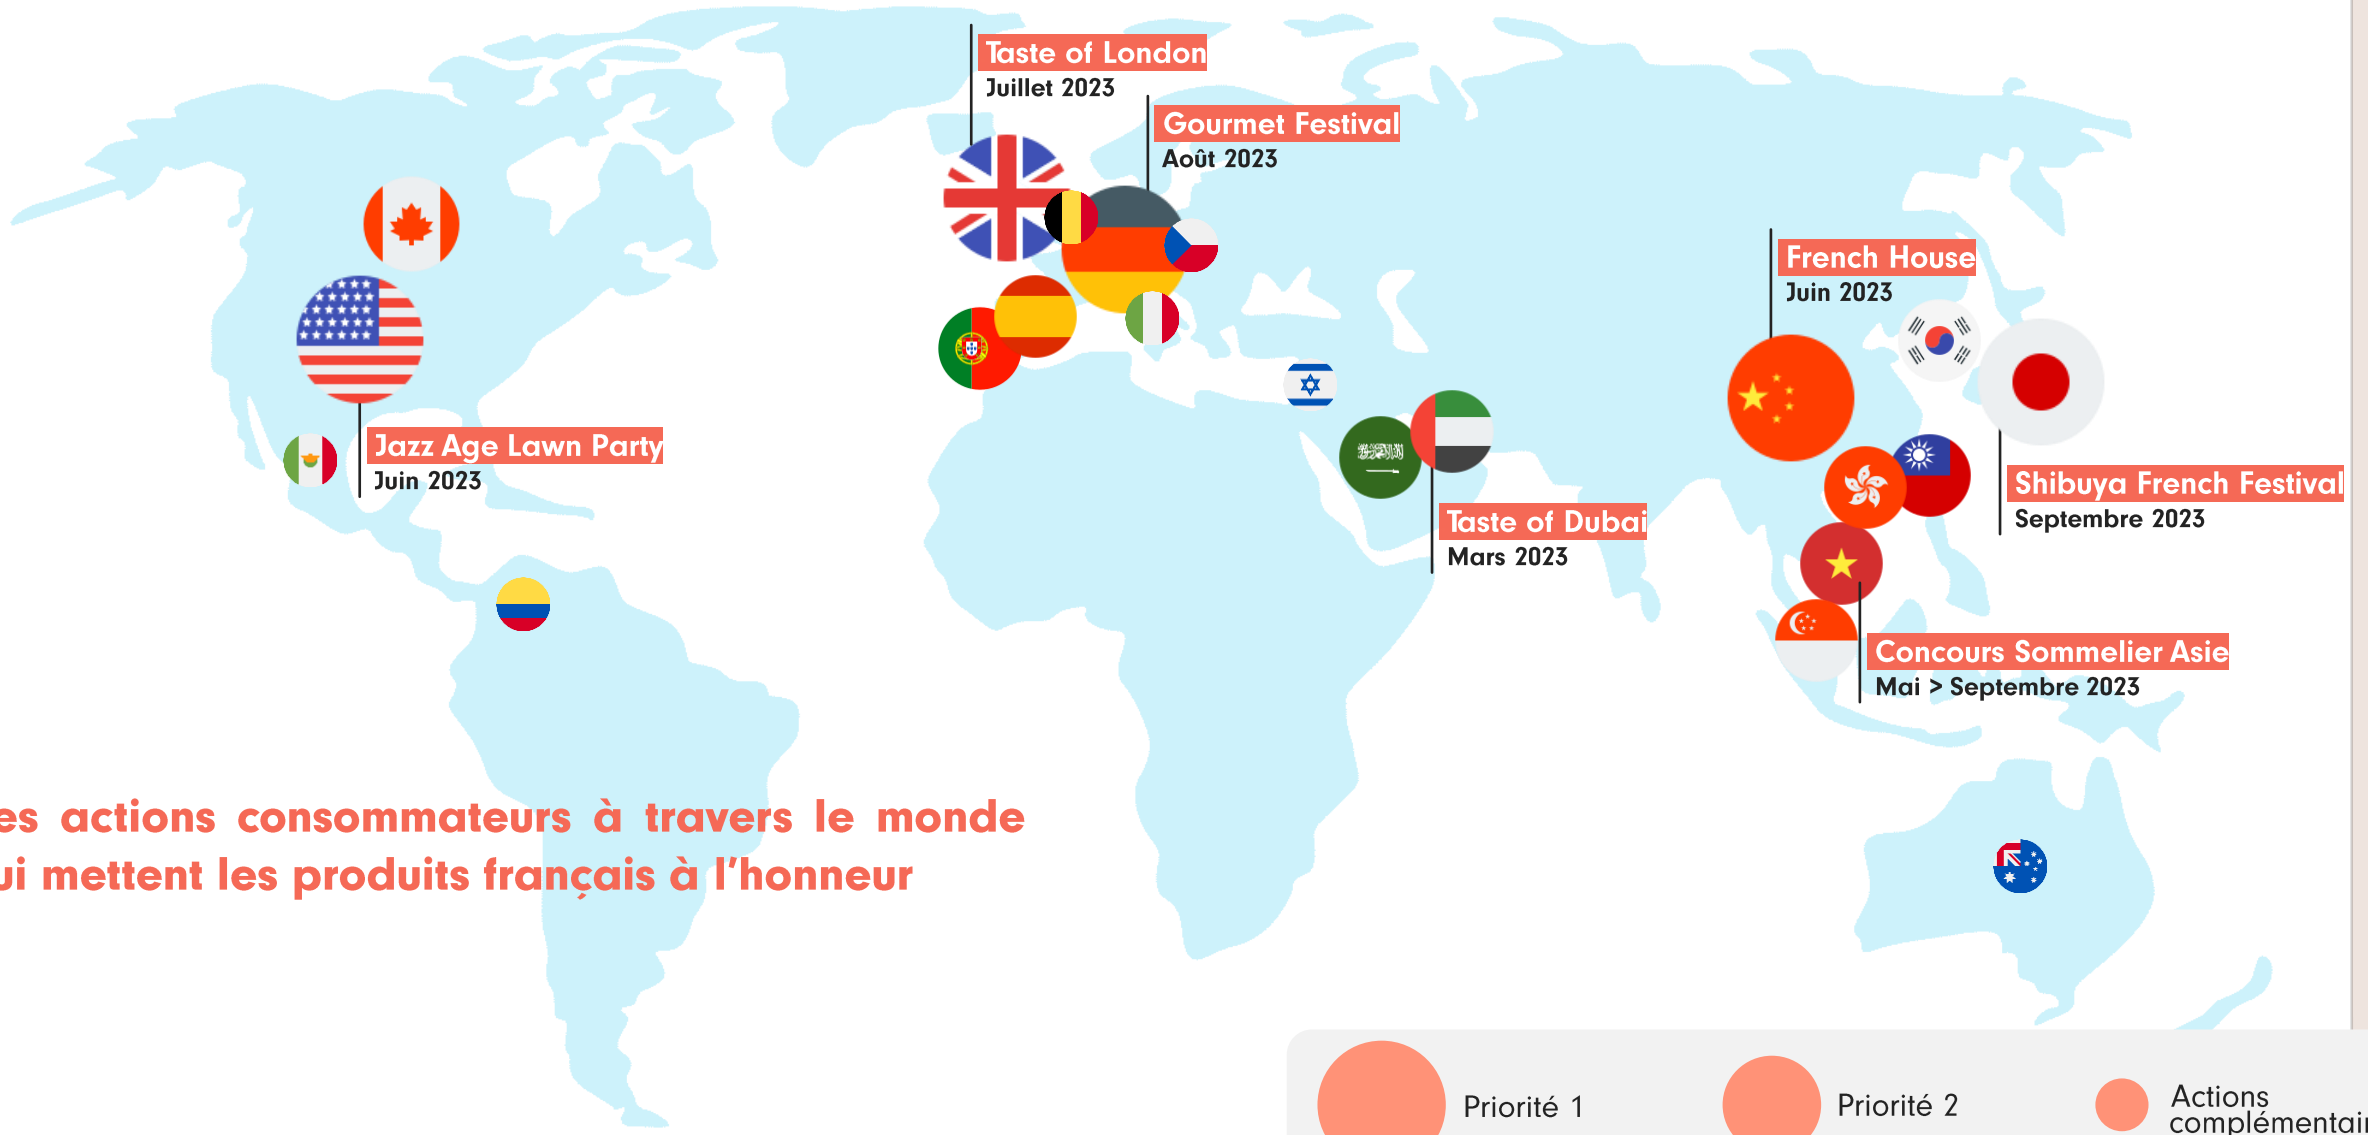 Taste of London
Juillet 2023
Gourmet Festival
Août 2023
French House
Juin 2023
Jazz Age Lawn Party
Juin 2023
Shibuya French Festival
Septembre 2023
Taste of Dubai
Mars 2023
Concours Sommelier Asie
Mai > Septembre 2023
es actions consommateurs à travers le monde
ui mettent les produits français à l'honneur
Priorité 1
Priorité 2
Actions
complémentair